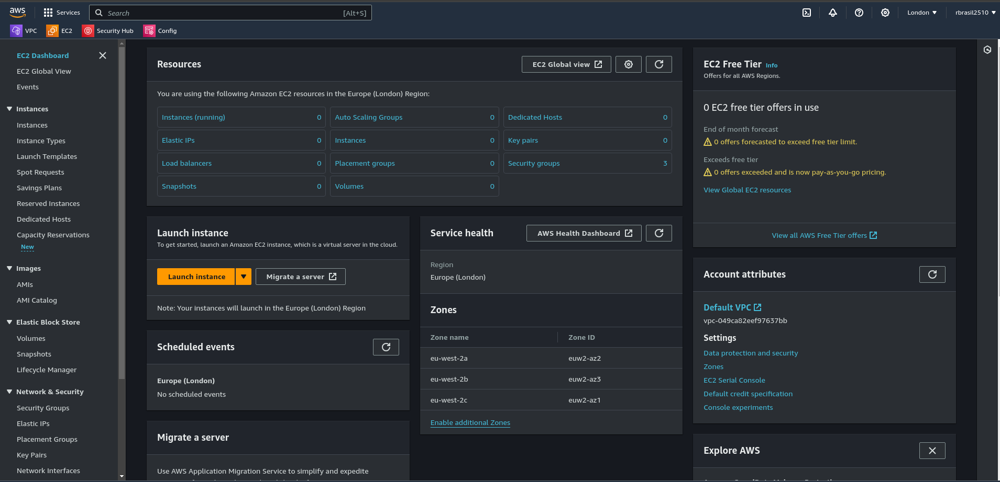 aws
Services
Search
[Alt+S]
London
rbrasil2510
VPC
EC2
Security Hub
Config
EC2 Dashboard
EC2 Global View
Events
Instances
Instances
Instance Types
Launch Templates
Spot Requests
Savings Plans
Reserved Instances
Dedicated Hosts
Capacity Reservations
New
Images
AMIs
AMI Catalog
Elastic Block Store
Volumes
Snapshots
Lifecycle Manager
Network & Security
Security Groups
Elastic IPs
Placement Groups
Key Pairs
Network Interfaces
Resources
EC2 Global view
You are using the following Amazon EC2 resources in the Europe (London) Region:
Instances (running) 0
Auto Scaling Groups 0
Dedicated Hosts 0
Elastic IPs 0
Instances 0
Key pairs 0
Load balancers 0
Placement groups 0
Security groups 3
Snapshots 0
Volumes 0
Launch instance
To get started, launch an Amazon EC2 instance, which is a virtual server in the cloud.
Launch instance
Migrate a server
Note: Your instances will launch in the Europe (London) Region
Scheduled events
Europe (London)
No scheduled events
Migrate a server
Use AWS Application Migration Service to simplify and expedite
Service health
AWS Health Dashboard
Region
Europe (London)
Zones
Zone name Zone ID
eu-west-2a euw2-az2
eu-west-2b euw2-az3
eu-west-2c euw2-az1
Enable additional Zones
EC2 Free Tier Info
Offers for all AWS Regions.
0 EC2 free tier offers in use
End of month forecast
0 offers forecasted to exceed free tier limit.
Exceeds free tier
0 offers exceeded and is now pay-as-you-go pricing.
View Global EC2 resources
View all AWS Free Tier offers
Account attributes
Default VPC
vpc-049ca82eef97637bb
Settings
Data protection and security
Zones
EC2 Serial Console
Default credit specification
Console experiments
Explore AWS